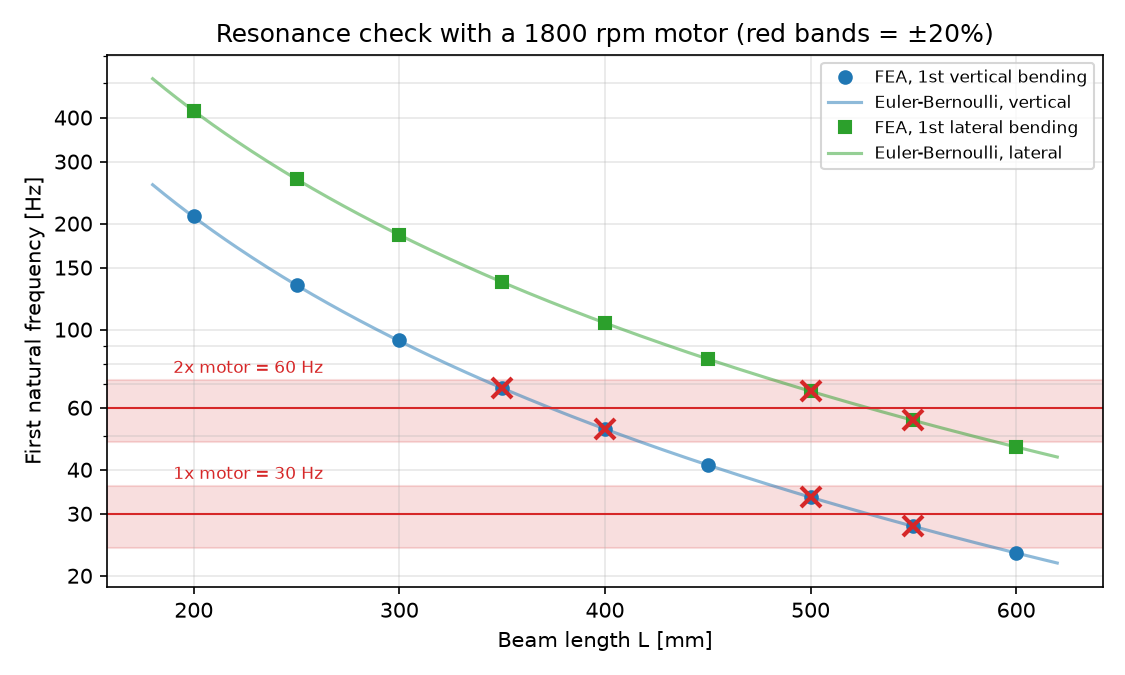 Resonance check with a 1800 rpm motor (red bands = ±20%)
First natural frequency [Hz]
400
300
200
150
100
60
40
30
20
FEA, 1st vertical bending
Euler-Bernoulli, vertical
FEA, 1st lateral bending
Euler-Bernoulli, lateral
2x motor = 60 Hz
1x motor = 30 Hz
200 300 400 500 600
Beam length L [mm]